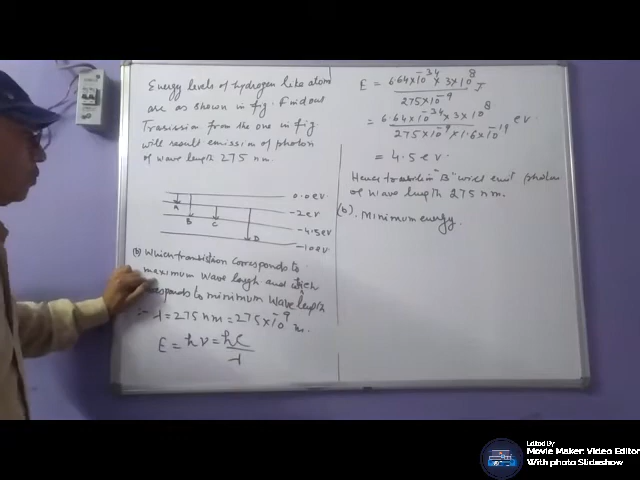 Energy levels of hydrogen like atom
are as shown in fig. Find out
Trasission from the one in fig
will result emission of photon
of wave length 275 nm.
0.0 ev
-2 ev
-4.5 ev
-10 ev
A
B
C
D
(b) Which transition corresponds to
maximum wave length and which
responds to minimum wave length
λ = 275 nm = 275 × 10⁻⁹ m.
E = hν = hc/λ
E = 6.64×10⁻³⁴ × 3×10⁸ / 275×10⁻⁹ J
= 6.64×10⁻³⁴ × 3×10⁸ / 275×10⁻⁹ × 1.6×10⁻¹⁹ ev.
= 4.5 ev.
Hence transition "B" will emit photon
of wave length 275 nm.
(b). Minimum energy.
Edited By
Movie Maker: Video Editor
With photo Slideshow